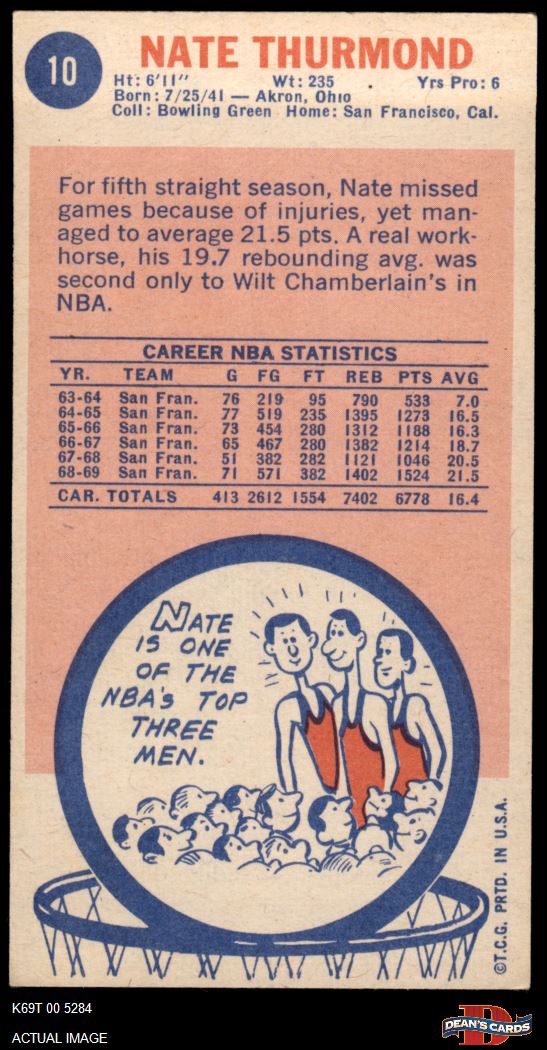 10
NATE THURMOND
Ht: 6'11" Wt: 235 Yrs Pro: 6
Born: 7/25/41 — Akron, Ohio
Coll: Bowling Green Home: San Francisco, Cal.
For fifth straight season, Nate missed
games because of injuries, yet man-
aged to average 21.5 pts. A real work-
horse, his 19.7 rebounding avg. was
second only to Wilt Chamberlain's in
NBA.
CAREER NBA STATISTICS
YR. TEAM G FG FT REB PTS AVG
63-64 San Fran. 76 219 95 790 533 7.0
64-65 San Fran. 77 519 235 1395 1273 16.5
65-66 San Fran. 73 454 280 1312 1188 16.3
66-67 San Fran. 65 467 280 1382 1214 18.7
67-68 San Fran. 51 382 282 1121 1046 20.5
68-69 San Fran. 71 571 382 1402 1524 21.5
CAR. TOTALS 413 2612 1554 7402 6778 16.4
NATE
IS ONE
OF THE
NBA'S TOP
THREE
MEN.
©T.C.G. PRTD. IN U.S.A.
K69T 00 5284
ACTUAL IMAGE
DEAN'S CARDS